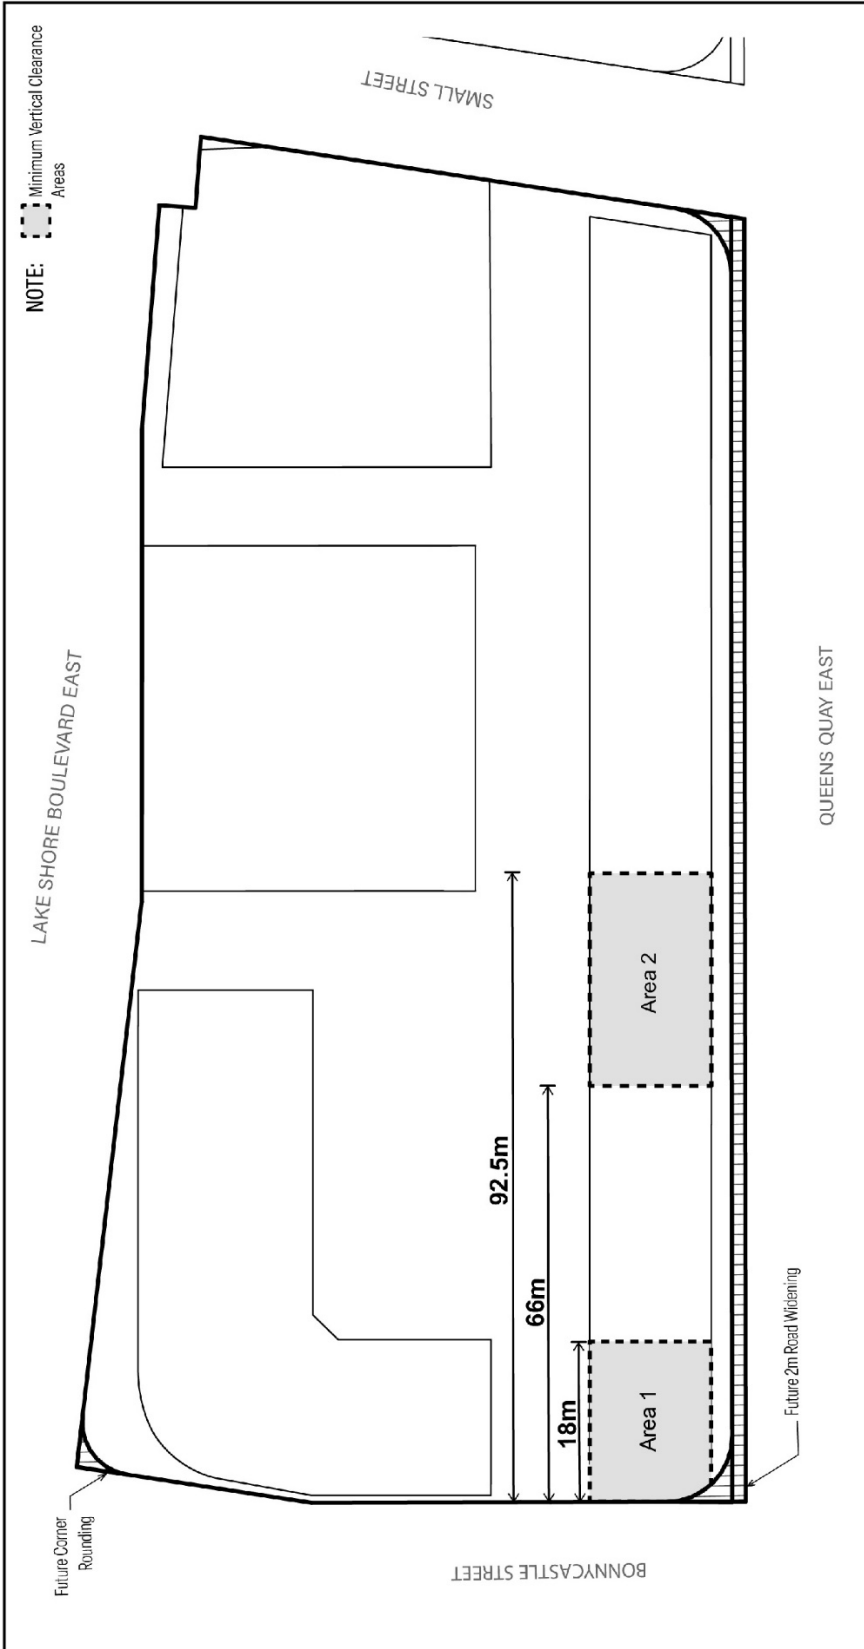 NOTE:
Minimum Vertical Clearance
Areas
SMALL STREET
LAKE SHORE BOULEVARD EAST
QUEENS QUAY EAST
BONNYCASTLE STREET
92.5m
66m
18m
Area 1
Area 2
Future Corner
Rounding
Future 2m Road Widening